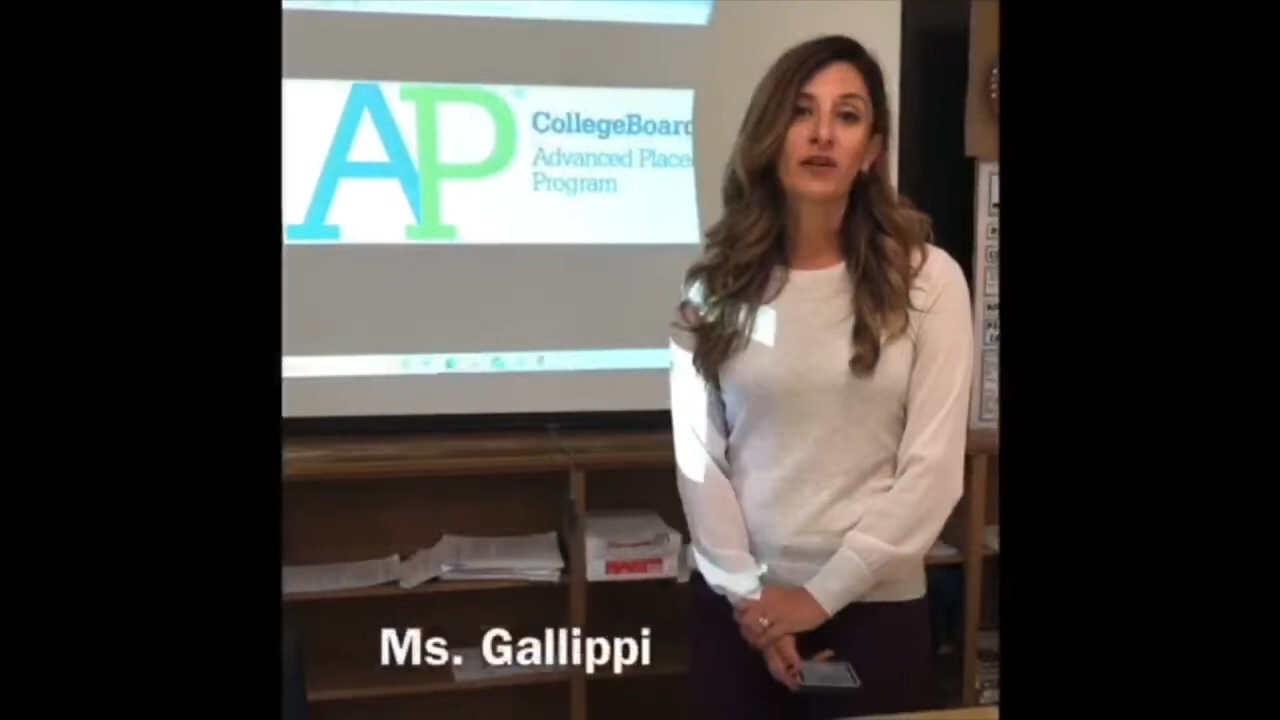 AP
CollegeBoard
Advanced Place
Program
Ms. Gallippi